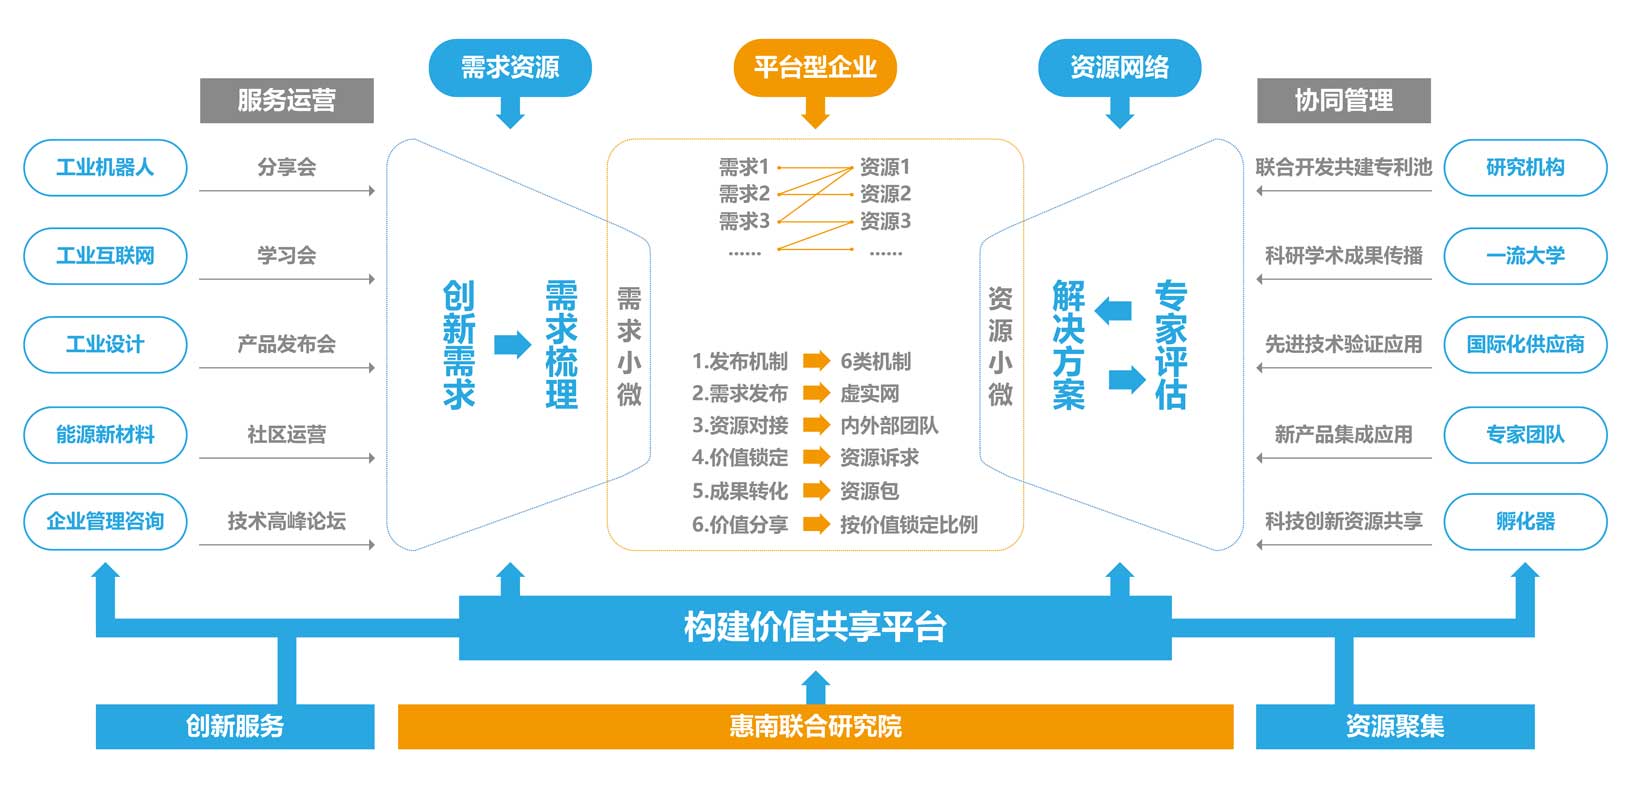 需求资源
平台型企业
资源网络
服务运营
协同管理
工业机器人
分享会
工业互联网
学习会
工业设计
产品发布会
能源新材料
社区运营
企业管理咨询
技术高峰论坛
创新需求
需求梳理
需求小微
需求1
资源1
需求2
资源2
需求3
资源3
……
……
1.发布机制
6类机制
2.需求发布
虚实网
3.资源对接
内外部团队
4.价值锁定
资源诉求
5.成果转化
资源包
6.价值分享
按价值锁定比例
资源小微
解决方案
专家评估
联合开发共建专利池
研究机构
科研学术成果传播
一流大学
先进技术验证应用
国际化供应商
新产品集成应用
专家团队
科技创新资源共享
孵化器
构建价值共享平台
创新服务
惠南联合研究院
资源聚集